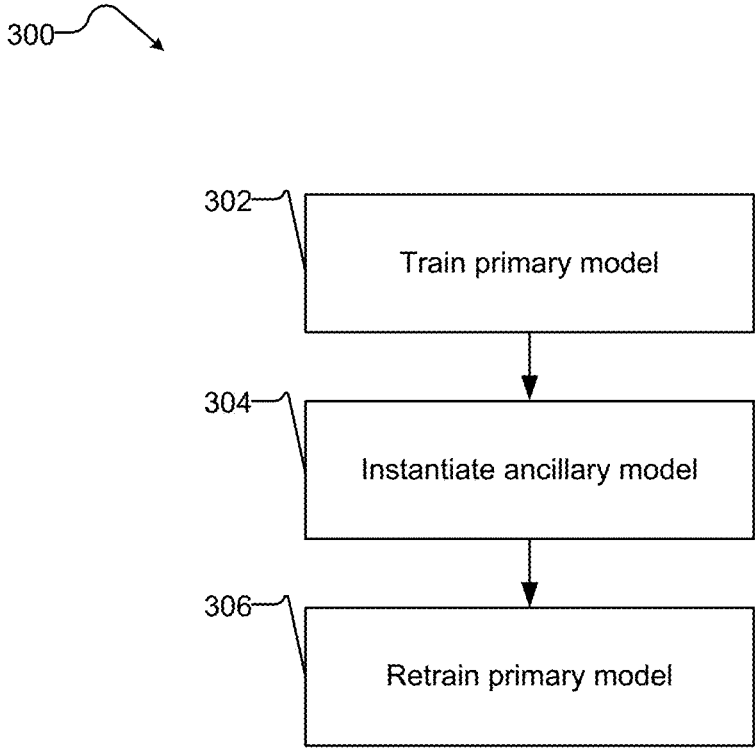 300
302
Train primary model
304
Instantiate ancillary model
306
Retrain primary model